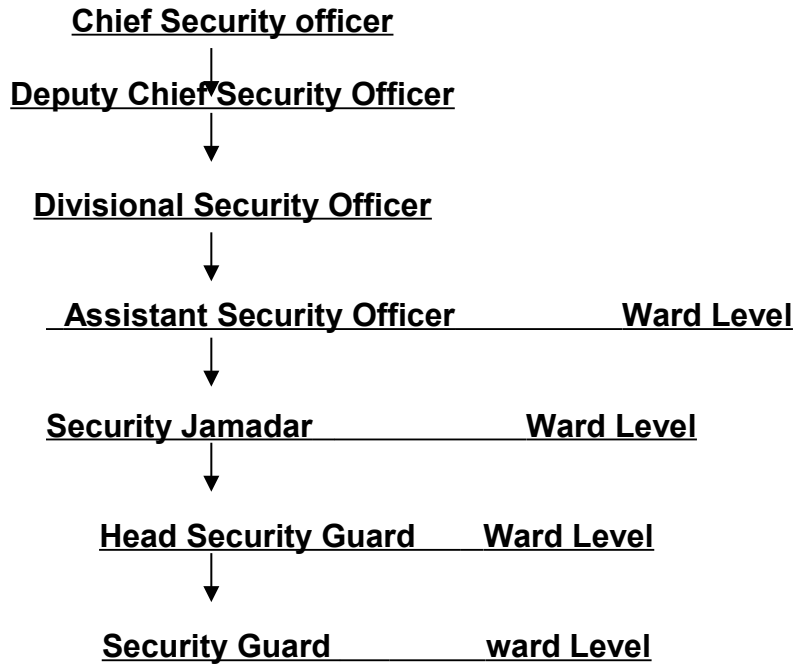 Chief Security officer
Deputy Chief Security Officer
Divisional Security Officer
Assistant Security Officer Ward Level
Security Jamadar Ward Level
Head Security Guard Ward Level
Security Guard ward Level